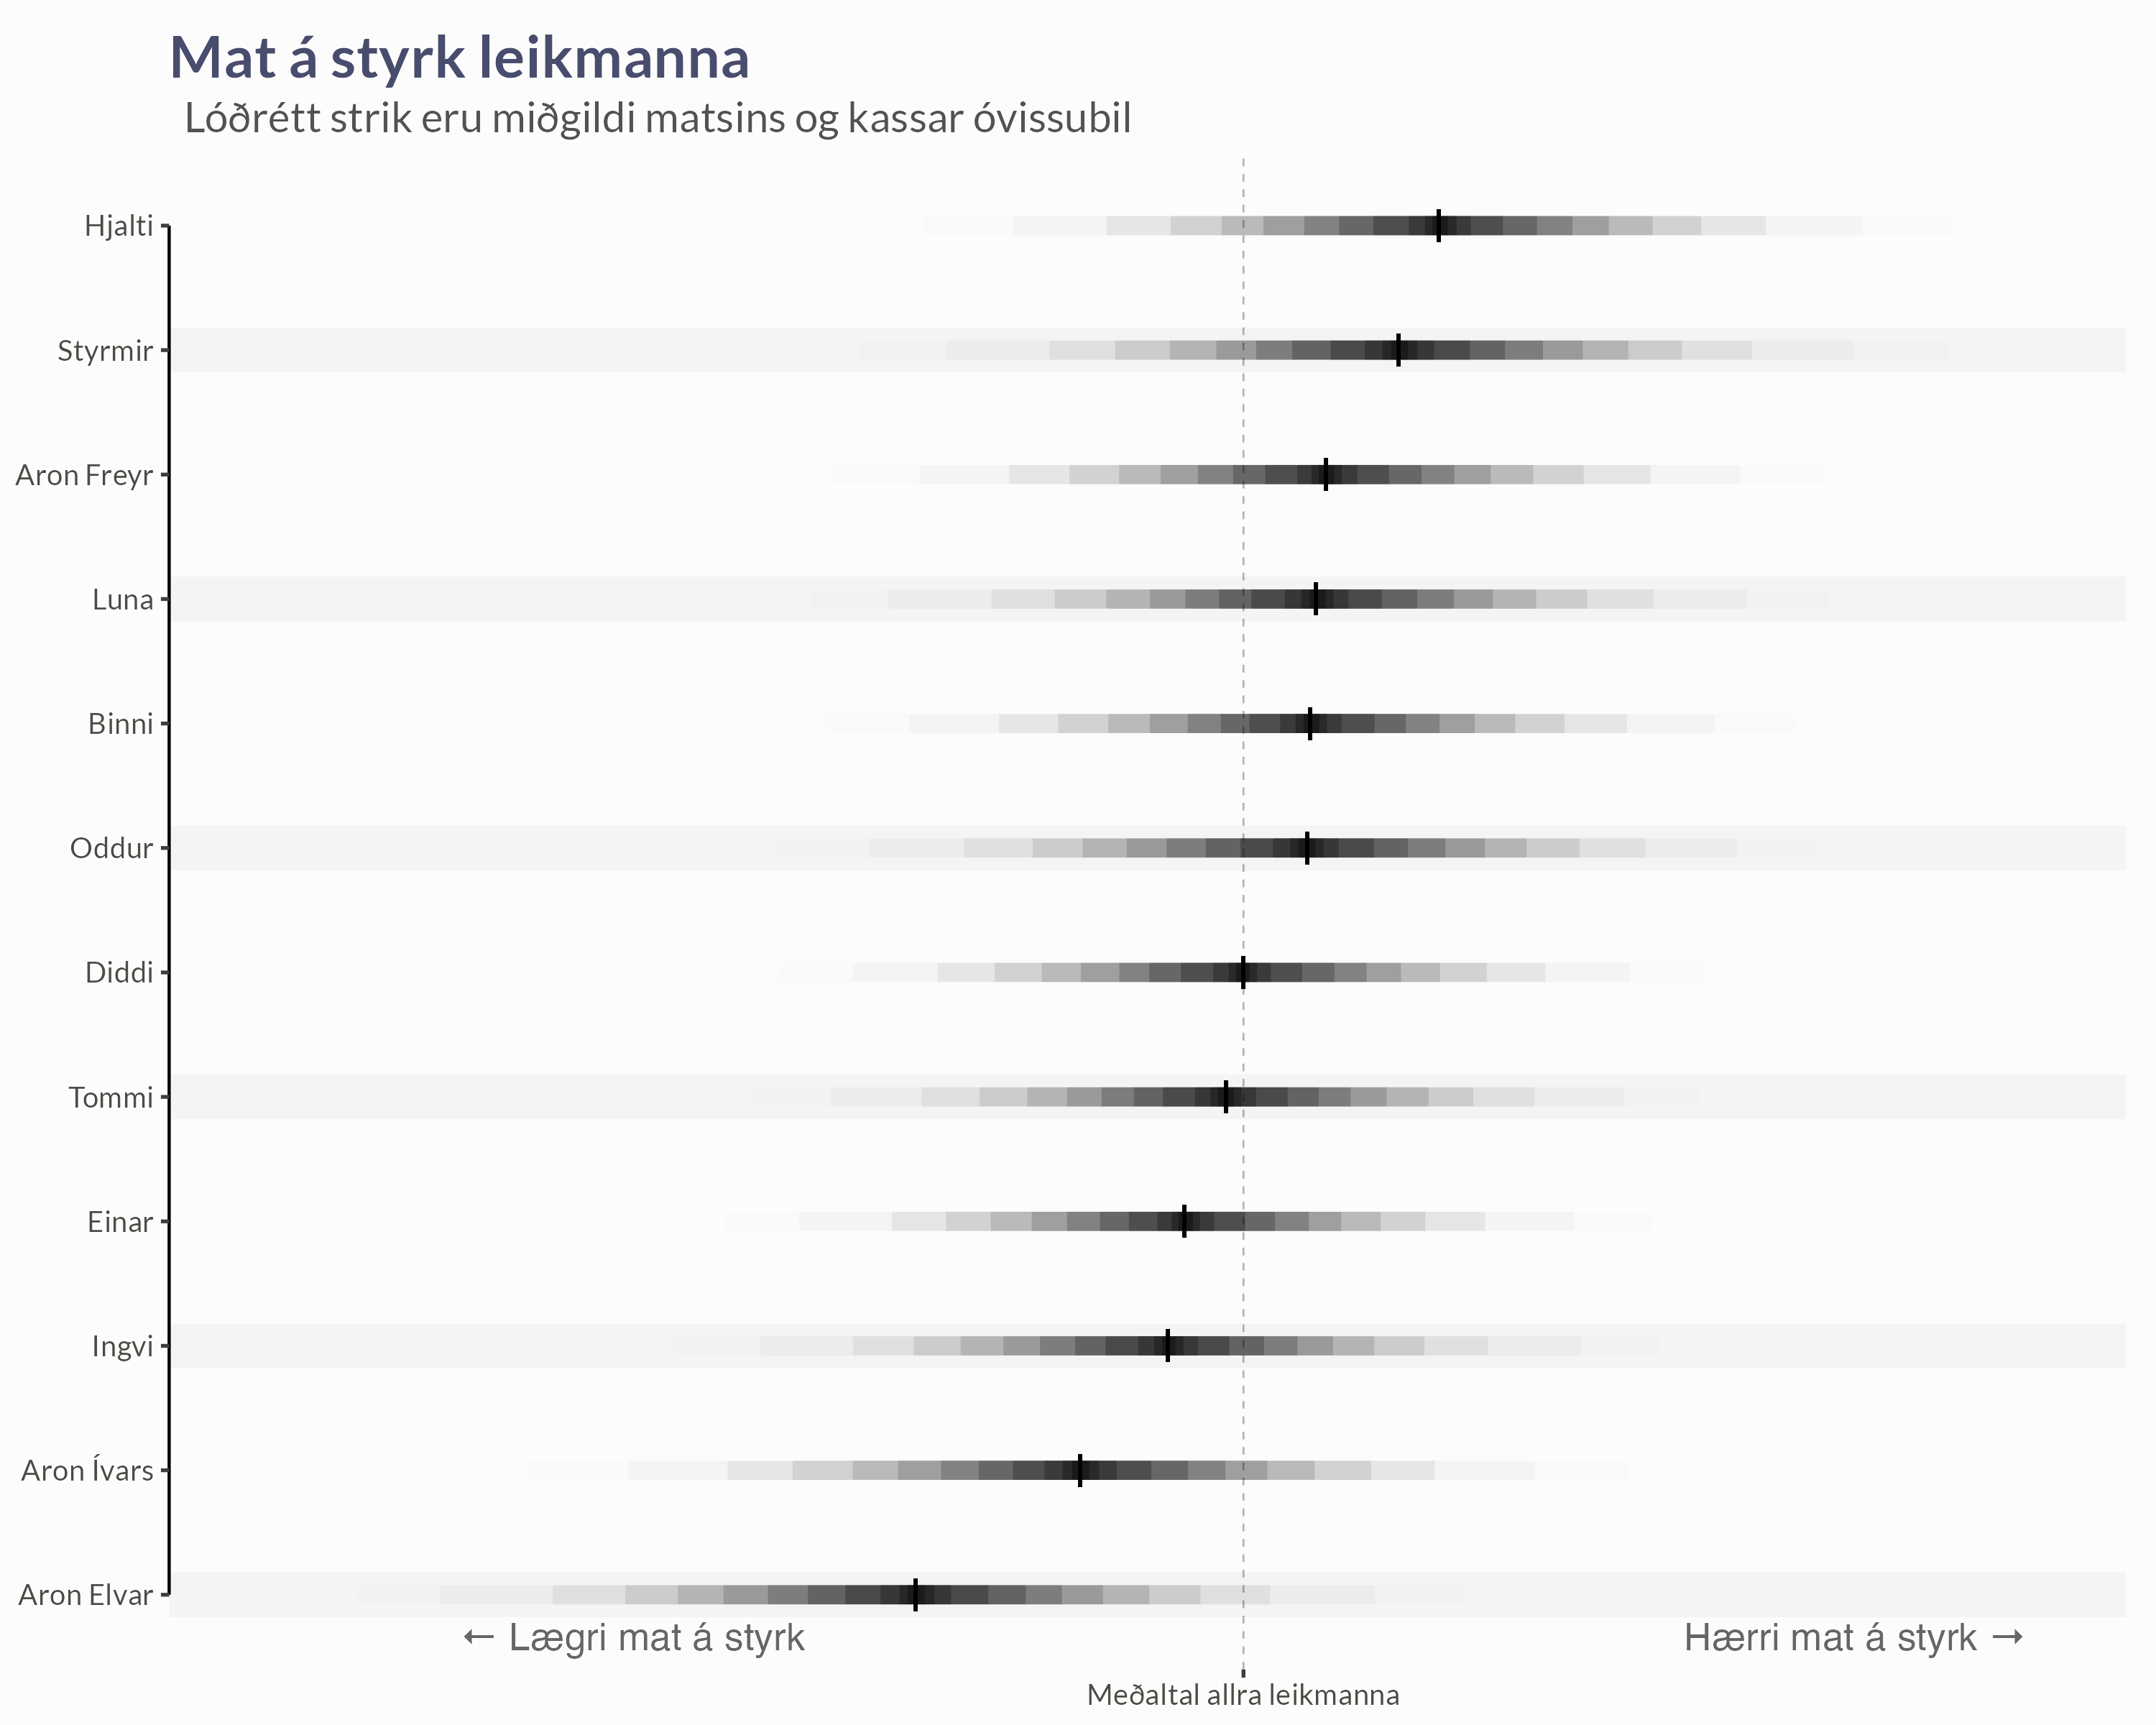 Mat á styrk leikmanna
Lóðrétt strik eru miðgildi matsins og kassar óvissubil
Hjalti
Styrmir
Aron Freyr
Luna
Binni
Oddur
Diddi
Tommi
Einar
Ingvi
Aron Ívars
Aron Elvar
← Lægri mat á styrk
Hærri mat á styrk →
Meðaltal allra leikmanna